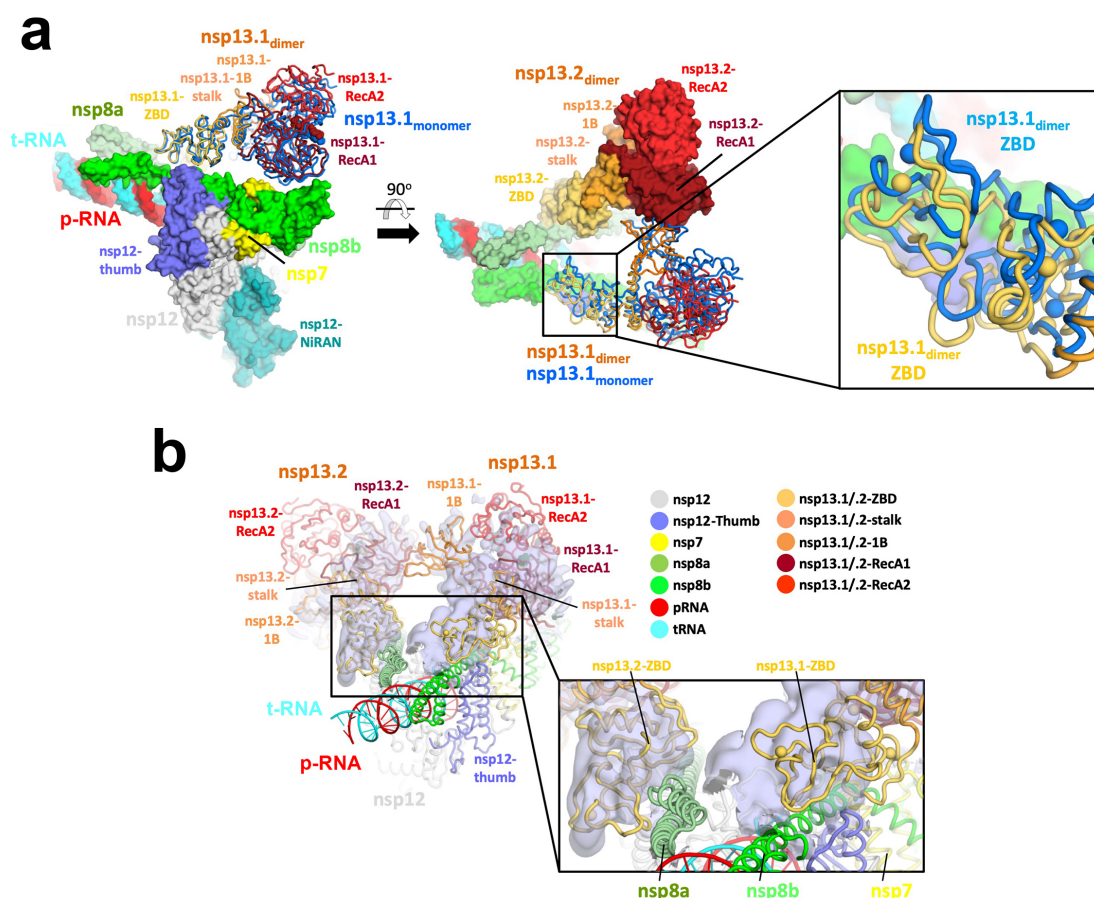 a
nsp13.1dimer
nsp13.1-
stalk
nsp13.1-1B
nsp13.1-
RecA2
nsp13.1-
ZBD
nsp8a
nsp13.1monomer
nsp13.1-
RecA1
t-RNA
p-RNA
nsp12-
thumb
nsp8b
nsp7
nsp12
nsp12-
NiRAN
90o
nsp13.2dimer
nsp13.2-
RecA2
nsp13.2-
1B
nsp13.2-
RecA1
nsp13.2-
stalk
nsp13.2-
ZBD
nsp13.1dimer
nsp13.1monomer
nsp13.1dimer
ZBD
nsp13.1dimer
ZBD
b
nsp13.2
nsp13.1
nsp13.2-
RecA1
nsp13.1-
1B
nsp13.2-
RecA2
nsp13.1-
RecA2
nsp13.1-
RecA1
nsp13.2-
stalk
nsp13.1-
stalk
nsp13.2-
1B
t-RNA
p-RNA
nsp12-
thumb
nsp12
nsp12
nsp12-Thumb
nsp7
nsp8a
nsp8b
pRNA
tRNA
nsp13.1/.2-ZBD
nsp13.1/.2-stalk
nsp13.1/.2-1B
nsp13.1/.2-RecA1
nsp13.1/.2-RecA2
nsp13.2-ZBD
nsp13.1-ZBD
nsp8a
nsp8b
nsp7